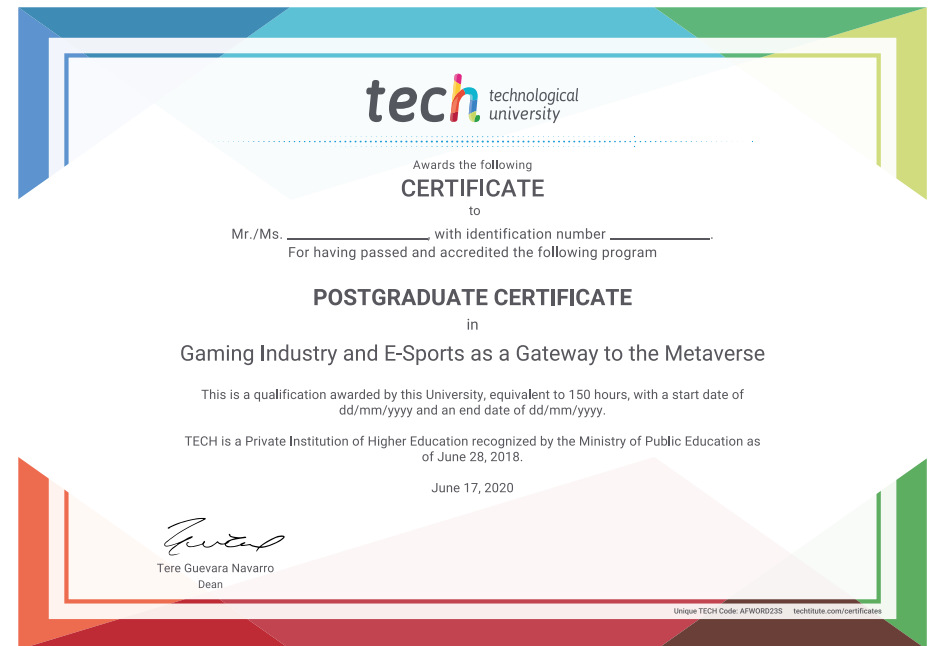 tech technological
university
Awards the following
CERTIFICATE
to
Mr./Ms. ____________________, with identification number ______________.
For having passed and accredited the following program
POSTGRADUATE CERTIFICATE
in
Gaming Industry and E-Sports as a Gateway to the Metaverse
This is a qualification awarded by this University, equivalent to 150 hours, with a start date of
dd/mm/yyyy and an end date of dd/mm/yyyy.
TECH is a Private Institution of Higher Education recognized by the Ministry of Public Education as
of June 28, 2018.
June 17, 2020
Tere Guevara Navarro
Dean
Unique TECH Code: AFWORD23S techtitute.com/certificates